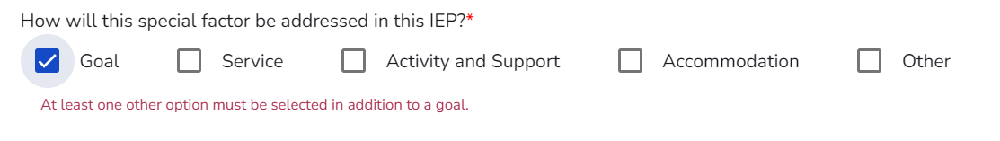 How will this special factor be addressed in this IEP?*
Goal Service Activity and Support Accommodation Other
At least one other option must be selected in addition to a goal.